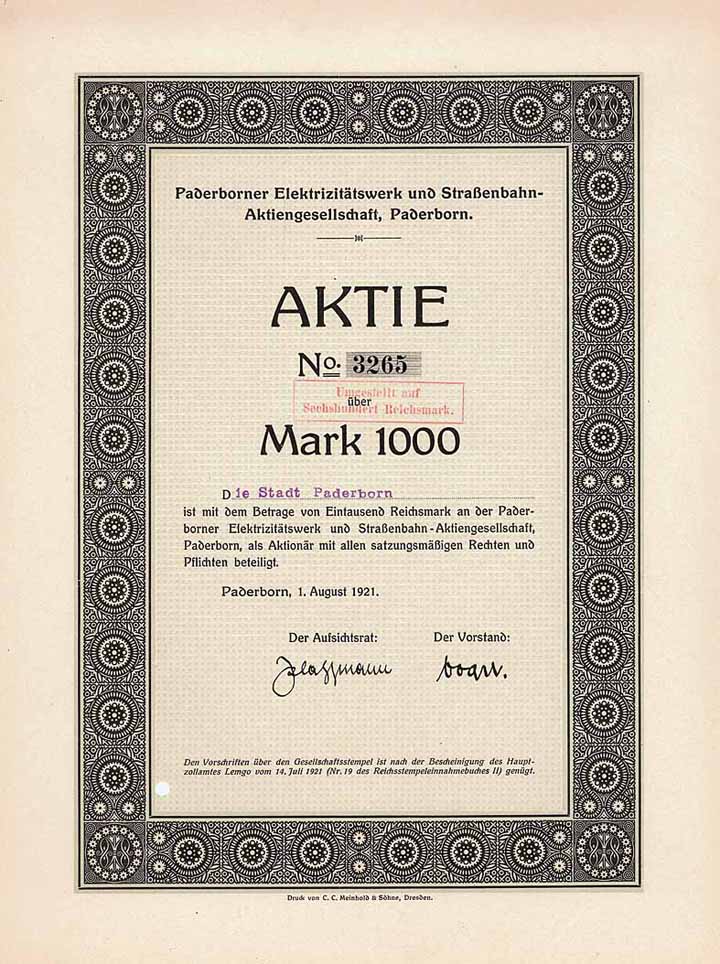 Paderborner Elektrizitätswerk und Straßenbahn-
Aktiengesellschaft, Paderborn.
AKTIE
No. 3265
Umgestellt auf
über
Sechshundert Reichsmark.
Mark 1000
Die Stadt Paderborn
ist mit dem Betrage von Eintausend Reichsmark an der Pader-
borner Elektrizitätswerk und Straßenbahn-Aktiengesellschaft,
Paderborn, als Aktionär mit allen satzungsmäßigen Rechten und
Pflichten beteiligt.
Paderborn, 1. August 1921.
Der Aufsichtsrat: Der Vorstand:
Den Vorschriften über den Gesellschaftsstempel ist nach der Bescheinigung des Haupt-
zollamtes Lemgo vom 14. Juli 1921 (Nr. 19 des Reichsstempeleinnahmebuches II) genügt.
Druck von C. C. Meinhold & Söhne, Dresden.